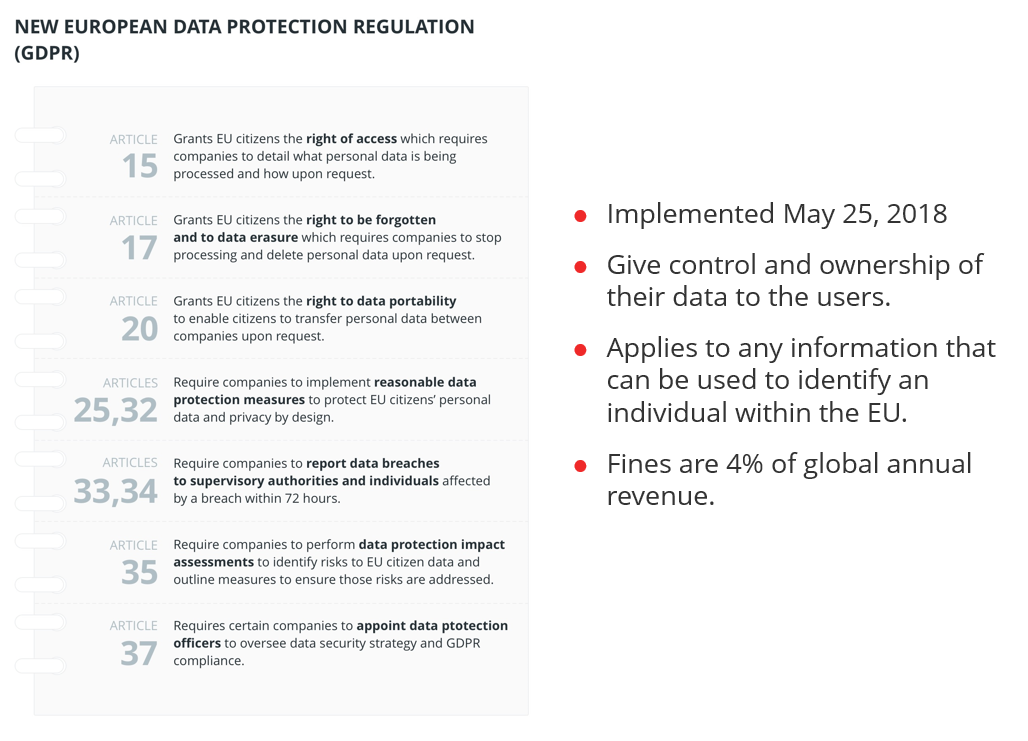 NEW EUROPEAN DATA PROTECTION REGULATION
(GDPR)
ARTICLE
15
Grants EU citizens the right of access which requires
companies to detail what personal data is being
processed and how upon request.
ARTICLE
17
Grants EU citizens the right to be forgotten
and to data erasure which requires companies to stop
processing and delete personal data upon request.
ARTICLE
20
Grants EU citizens the right to data portability
to enable citizens to transfer personal data between
companies upon request.
ARTICLES
25,32
Require companies to implement reasonable data
protection measures to protect EU citizens’ personal
data and privacy by design.
ARTICLES
33,34
Require companies to report data breaches
to supervisory authorities and individuals affected
by a breach within 72 hours.
ARTICLE
35
Require companies to perform data protection impact
assessments to identify risks to EU citizen data and
outline measures to ensure those risks are addressed.
ARTICLE
37
Requires certain companies to appoint data ptotection
officers to oversee data security strategy and GDPR
compliance.
Implemented May 25, 2018
Give control and ownership of
their data to the users.
Applies to any information that
can be used to identify an
individual within the EU.
Fines are 4% of global annual
revenue.